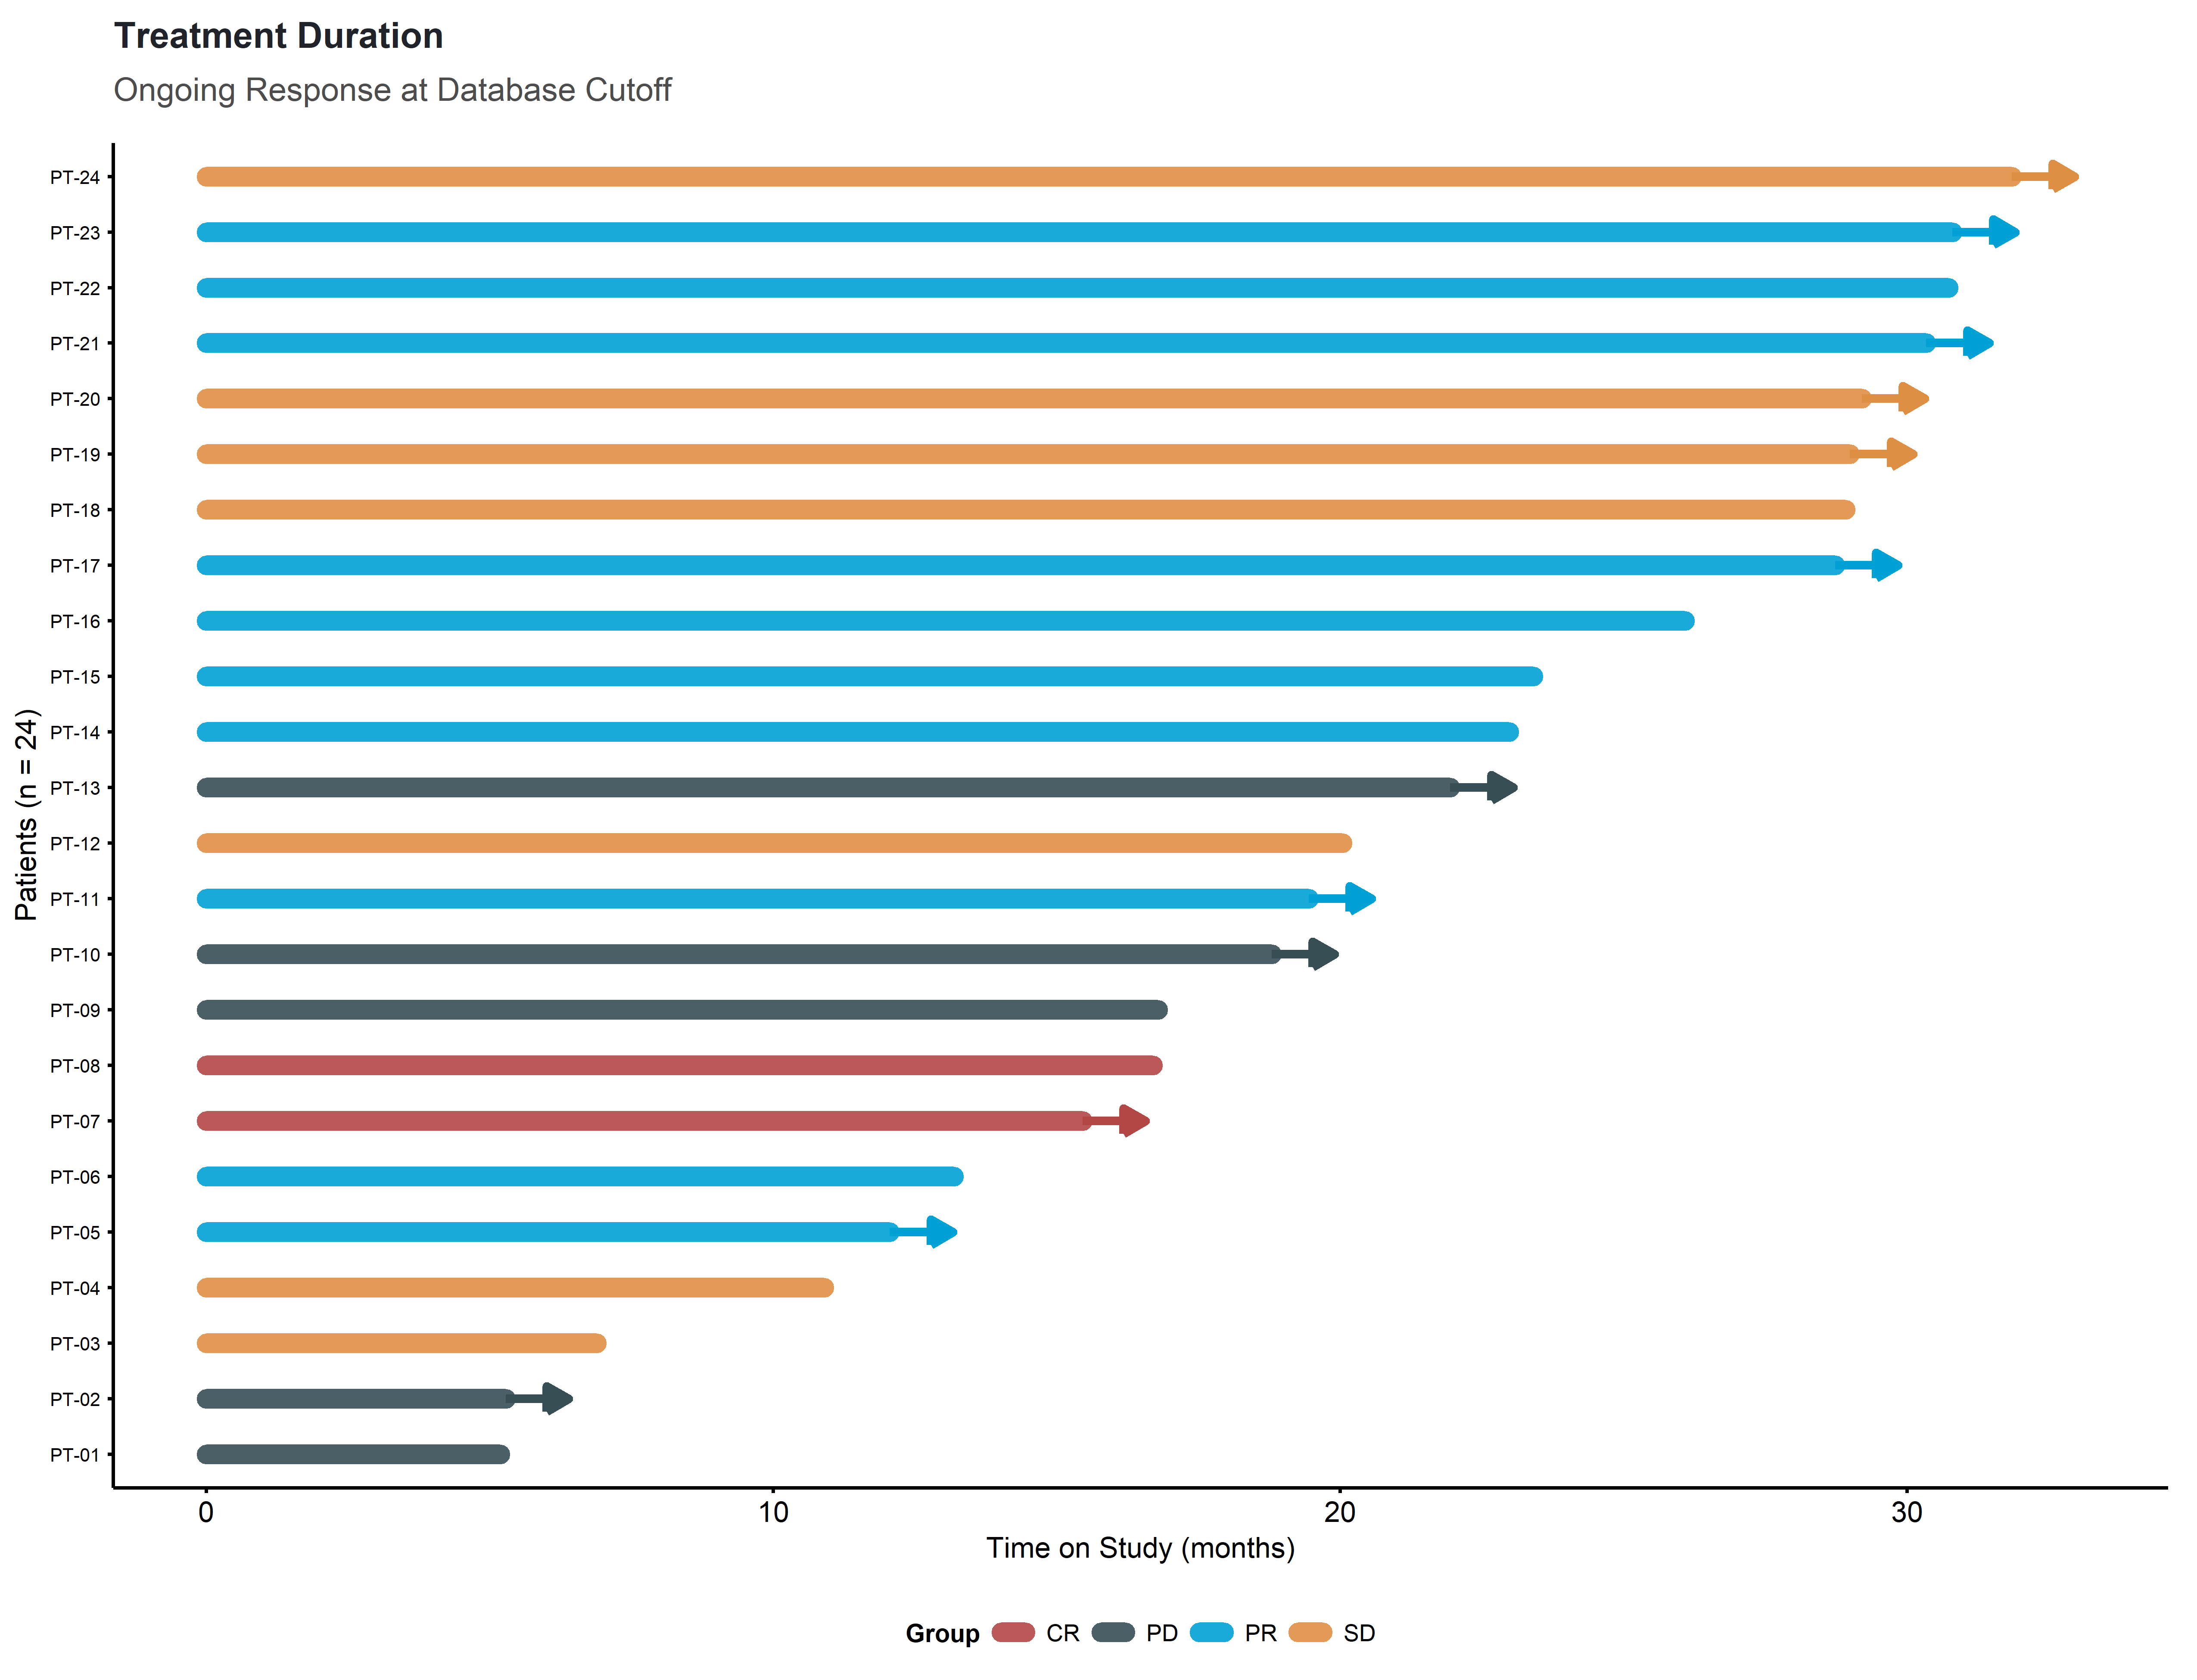 Treatment Duration
Ongoing Response at Database Cutoff
Patients (n = 24)
PT-24
PT-23
PT-22
PT-21
PT-20
PT-19
PT-18
PT-17
PT-16
PT-15
PT-14
PT-13
PT-12
PT-11
PT-10
PT-09
PT-08
PT-07
PT-06
PT-05
PT-04
PT-03
PT-02
PT-01
0 10 20 30
Time on Study (months)
Group CR PD PR SD